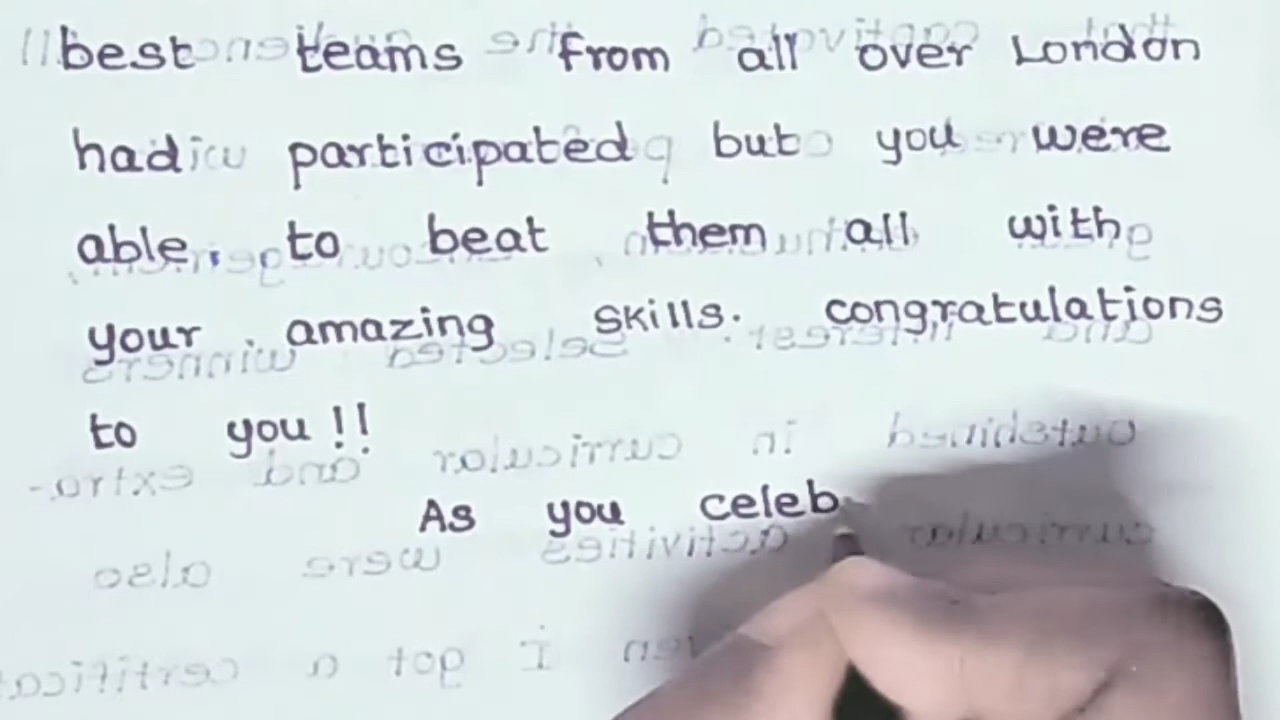 best teams from all over London
had participated but you were
able to beat them all with
your amazing skills. congratulations
to you!!
As you celeb